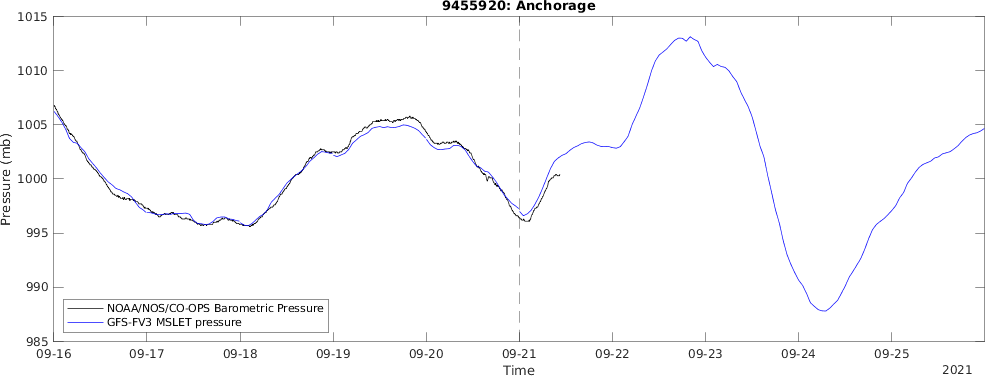 9455920: Anchorage
1015
1010
1005
1000
995
990
985
Pressure (mb)
NOAA/NOS/CO-OPS Barometric Pressure
GFS-FV3 MSLET pressure
09-16 09-17 09-18 09-19 09-20 09-21 09-22 09-23 09-24 09-25
Time
2021